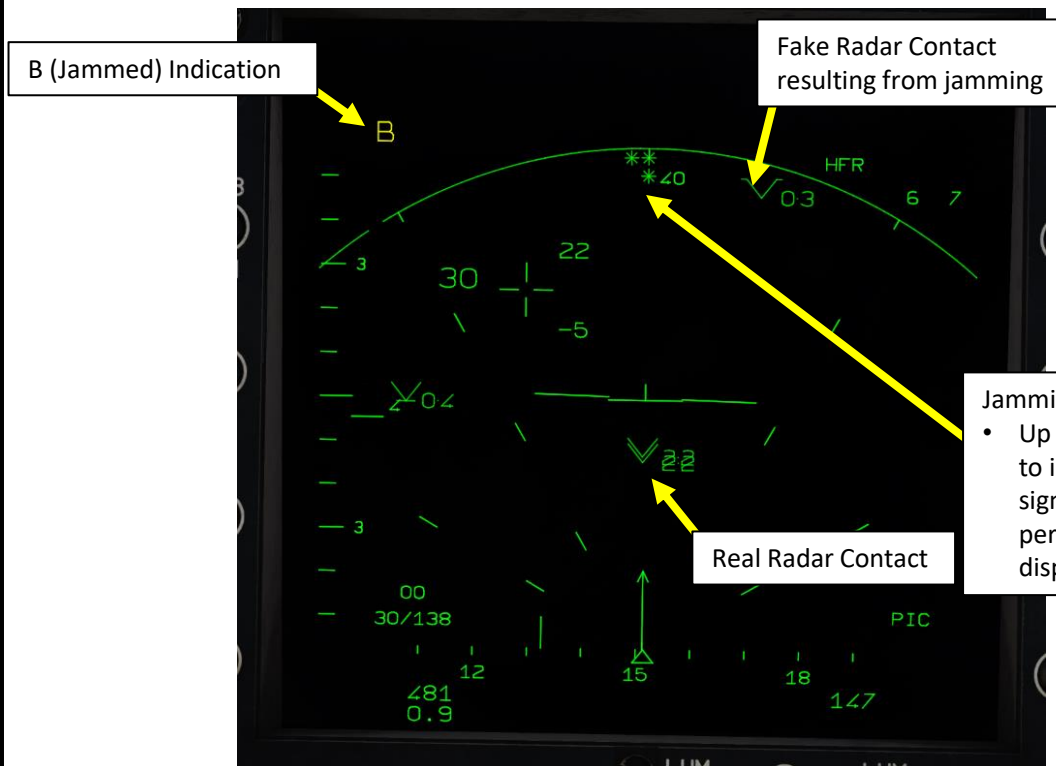 B (Jammed) Indication
Fake Radar Contact
resulting from jamming
B
HFR
40
0.3
6 7
3
22
30
-5
0.4
Jammi
• Up
to i
sign
per
disp
Real Radar Contact
3
00
30/138
PIC
12
15
18
481
147
0.9